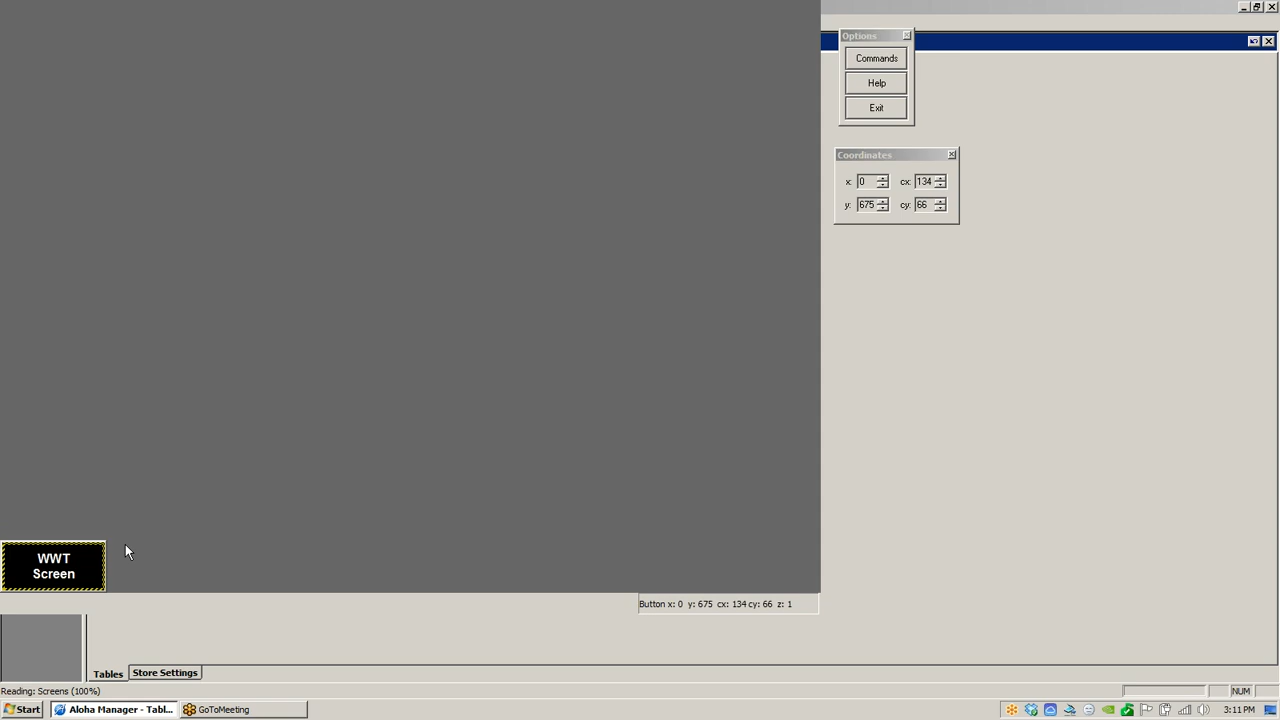 Options
Commands
Help
Exit
Coordinates
x: 0 cx: 134
y: 675 cy: 66
WWT
Screen
Button x: 0 y: 675 cx: 134 cy: 66 z: 1
Tables Store Settings
Reading: Screens (100%) NUM
Start Aloha Manager - Tabl... GoToMeeting 3:11 PM